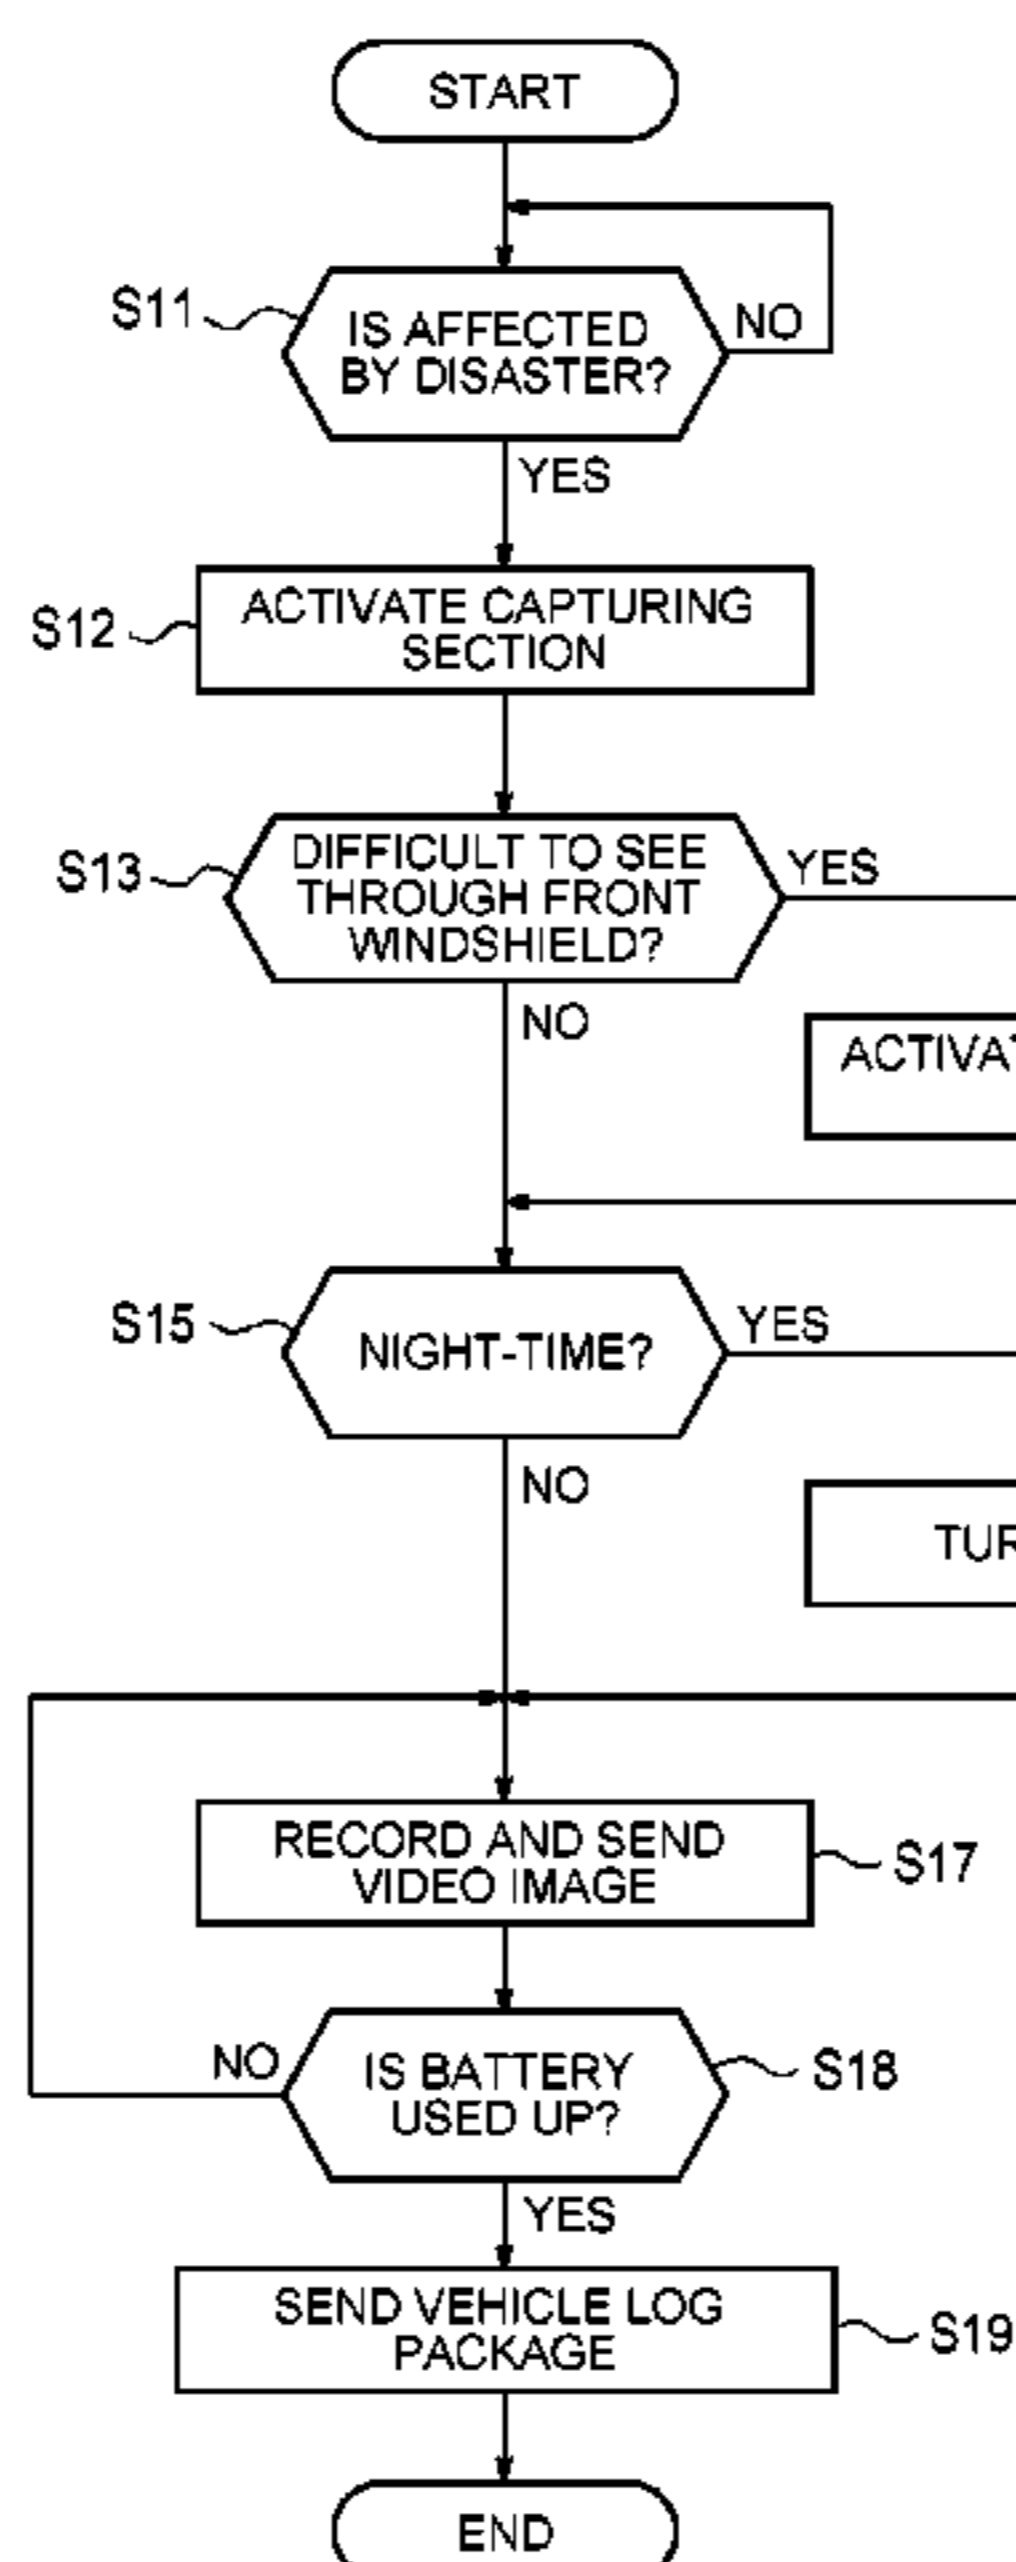 START
S11
IS AFFECTED
BY DISASTER?
NO
YES
S12
ACTIVATE CAPTURING
SECTION
S13
DIFFICULT TO SEE
THROUGH FRONT
WINDSHIELD?
YES
NO
S15
NIGHT-TIME?
YES
NO
RECORD AND SEND
VIDEO IMAGE
S17
NO
IS BATTERY
USED UP?
S18
YES
SEND VEHICLE LOG
PACKAGE
S19
END